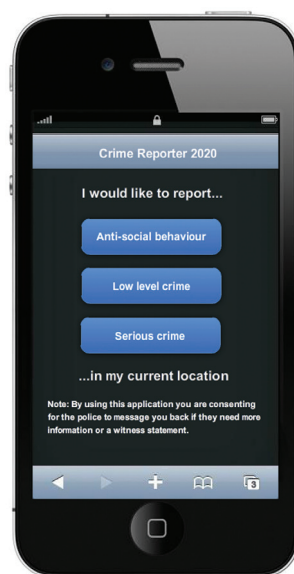 Crime Reporter 2020
I would like to report...
Anti-social behaviour
Low level crime
Serious crime
...in my current location
Note: By using this application you are consenting
for the police to message you back if they need more
information or a witness statement.
3